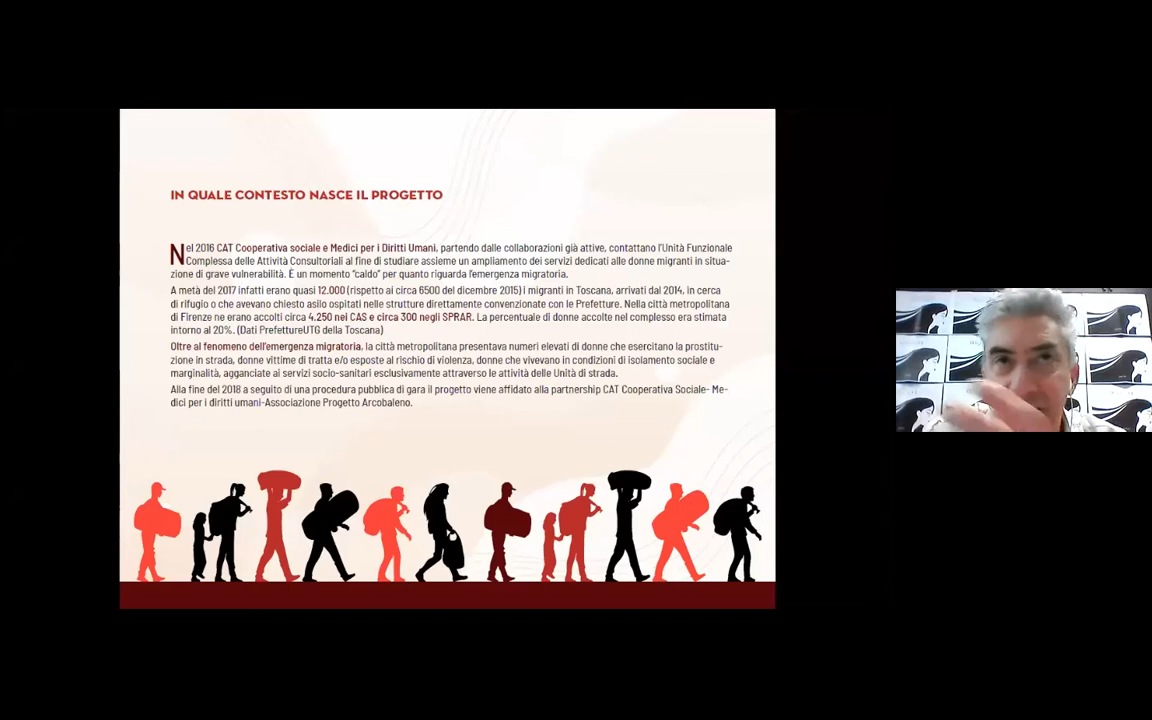 IN QUALE CONTESTO NASCE IL PROGETTO
Nel 2016 CAT Cooperativa sociale e Medici per i Diritti Umani, partendo dalle collaborazioni già attive, contattano l'Unità Funzionale
Complessa delle Attività Consultoriali al fine di studiare assieme un ampliamento dei servizi dedicati alle donne migranti in situa-
zione di grave vulnerabilità. È un momento "caldo" per quanto riguarda l'emergenza migratoria.
A metà del 2017 infatti erano quasi 12.000 (rispetto ai circa 6500 del dicembre 2015) i migranti in Toscana, arrivati dal 2014, in cerca
di rifugio o che avevano chiesto asilo ospitati nelle strutture direttamente convenzionate con le Prefetture. Nella città metropolitana
di Firenze ne erano accolti circa 4.250 nei CAS e circa 300 negli SPRAR. La percentuale di donne accolte nel complesso era stimata
intorno al 20%. (Dati PrefettureUTG della Toscana)
Oltre al fenomeno dell'emergenza migratoria, la città metropolitana presentava numeri elevati di donne che esercitano la prostitu-
zione in strada, donne vittime di tratta e/o esposte al rischio di violenza, donne che vivevano in condizioni di isolamento sociale e
marginalità, agganciate ai servizi socio-sanitari esclusivamente attraverso le attività delle Unità di strada.
Alla fine del 2018 a seguito di una procedura pubblica di gara il progetto viene affidato alla partnership CAT Cooperativa Sociale- Me-
dici per i diritti umani-Associazione Progetto Arcobaleno.